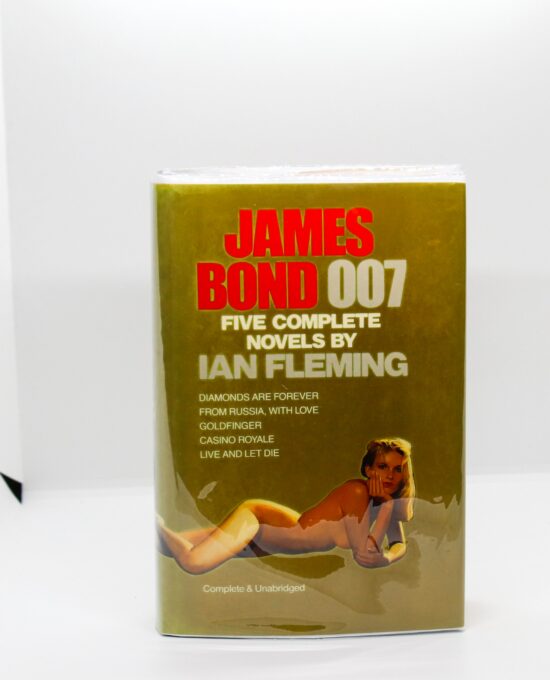 JAMES
BOND 007
FIVE COMPLETE
NOVELS BY
IAN FLEMING
DIAMONDS ARE FOREVER
FROM RUSSIA, WITH LOVE
GOLDFINGER
CASINO ROYALE
LIVE AND LET DIE
Complete & Unabridged